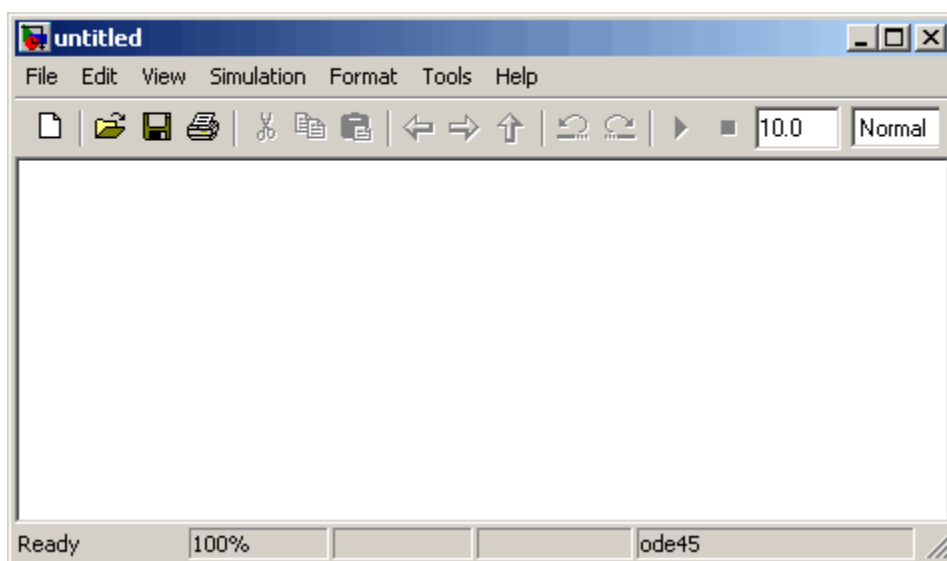 untitled
File Edit View Simulation Format Tools Help
10.0 Normal
Ready 100% ode45